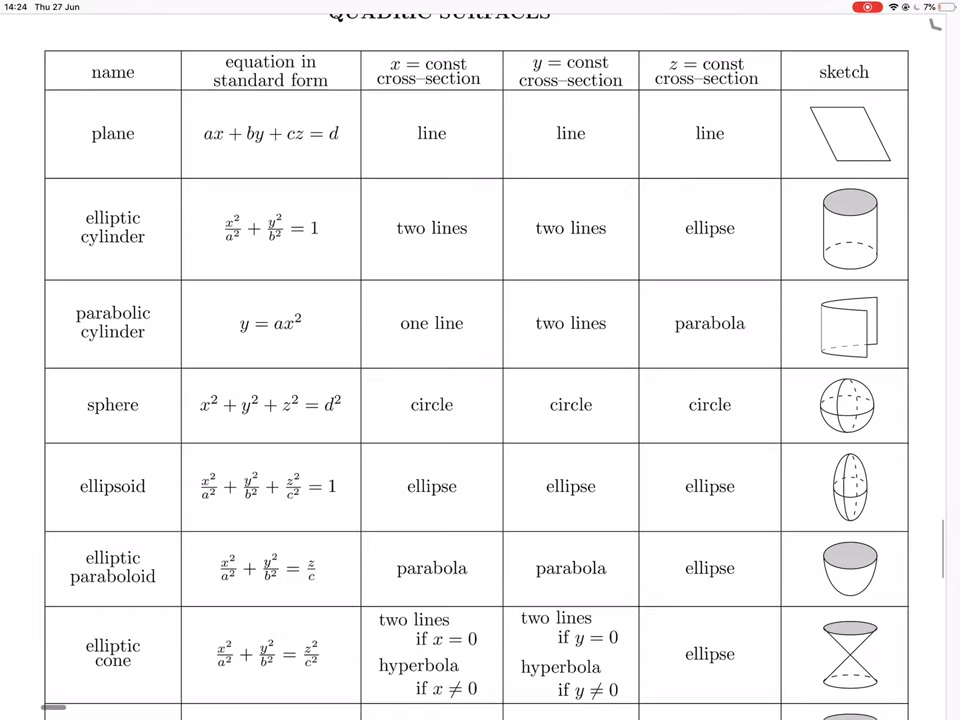 14:24 Thu 27 Jun 7%
QUADRIC SURFACES
name
equation in
standard form
x = const
cross–section
y = const
cross–section
z = const
cross–section
sketch
plane
ax + by + cz = d
line
line
line
elliptic
cylinder
x²/a² + y²/b² = 1
two lines
two lines
ellipse
parabolic
cylinder
y = ax²
one line
two lines
parabola
sphere
x² + y² + z² = d²
circle
circle
circle
ellipsoid
x²/a² + y²/b² + z²/c² = 1
ellipse
ellipse
ellipse
elliptic
paraboloid
x²/a² + y²/b² = z/c
parabola
parabola
ellipse
elliptic
cone
x²/a² + y²/b² = z²/c²
two lines
if x = 0
hyperbola
if x ≠ 0
two lines
if y = 0
hyperbola
if y ≠ 0
ellipse